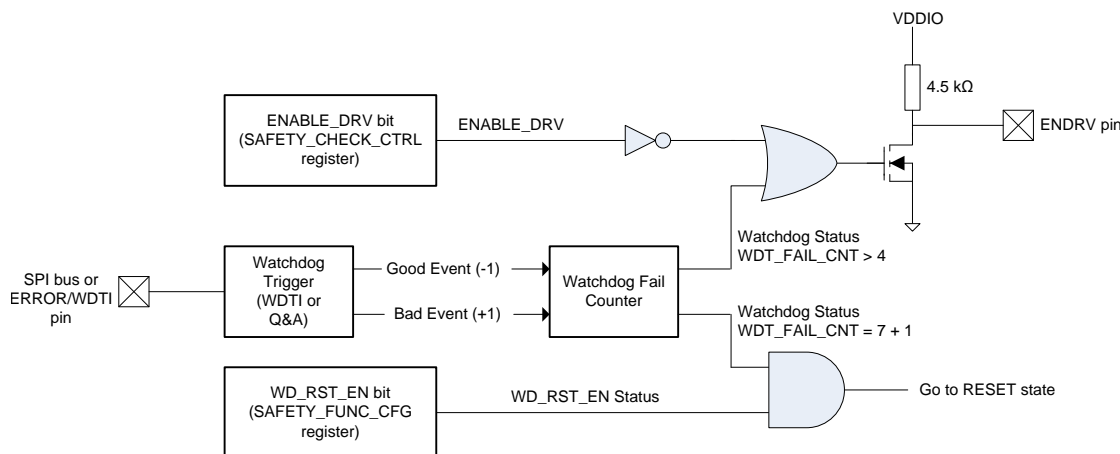 VDDIO
4.5 kΩ
ENDRV pin
ENABLE_DRV bit
(SAFETY_CHECK_CTRL
register)
ENABLE_DRV
Watchdog Status
WDT_FAIL_CNT > 4
SPI bus or
ERROR/WDTI
pin
Watchdog
Trigger
(WDTI or
Q&A)
Good Event (-1)
Bad Event (+1)
Watchdog Fail
Counter
Watchdog Status
WDT_FAIL_CNT = 7 + 1
WD_RST_EN bit
(SAFETY_FUNC_CFG
register)
WD_RST_EN Status
Go to RESET state